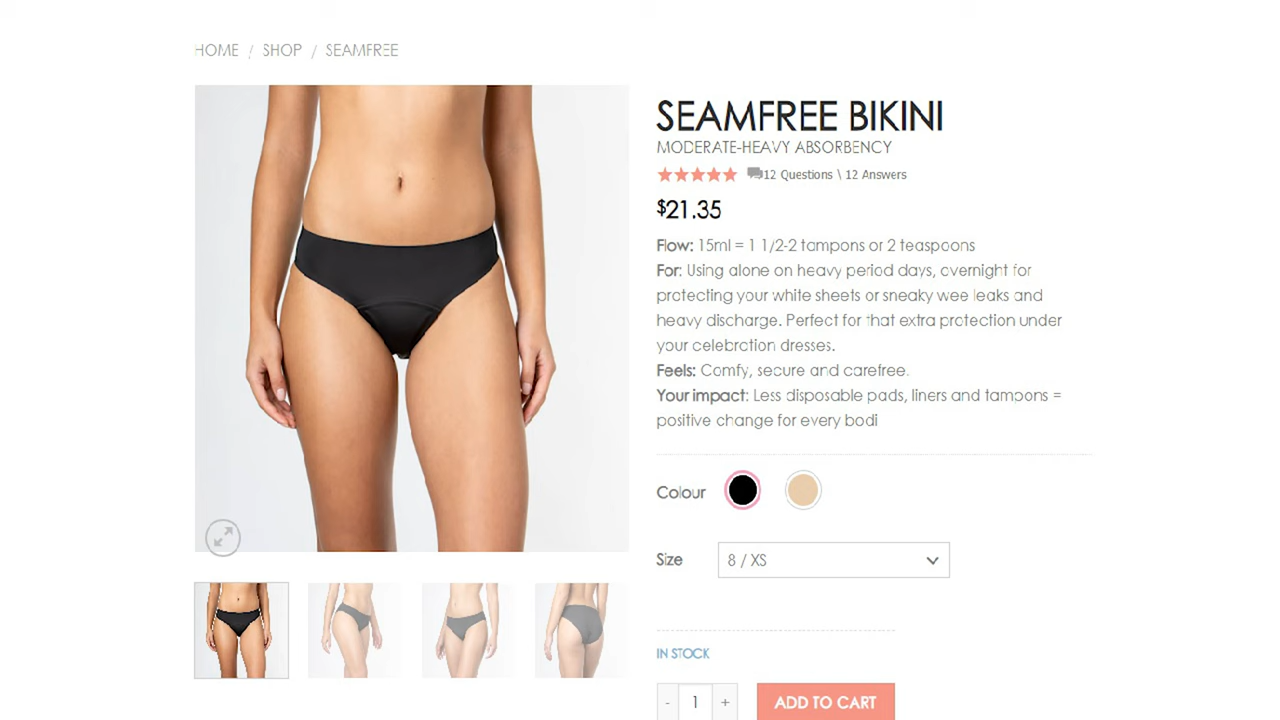 HOME / SHOP / SEAMFREE
SEAMFREE BIKINI
MODERATE-HEAVY ABSORBENCY
12 Questions \ 12 Answers
$21.35
Flow: 15ml = 1 1/2-2 tampons or 2 teaspoons
For: Using alone on heavy period days, overnight for
protecting your white sheets or sneaky wee leaks and
heavy discharge. Perfect for that extra protection under
your celebration dresses.
Feels: Comfy, secure and carefree.
Your impact: Less disposable pads, liners and tampons =
positive change for every bodi
Colour
Size
8 / XS
IN STOCK
- 1 +
ADD TO CART